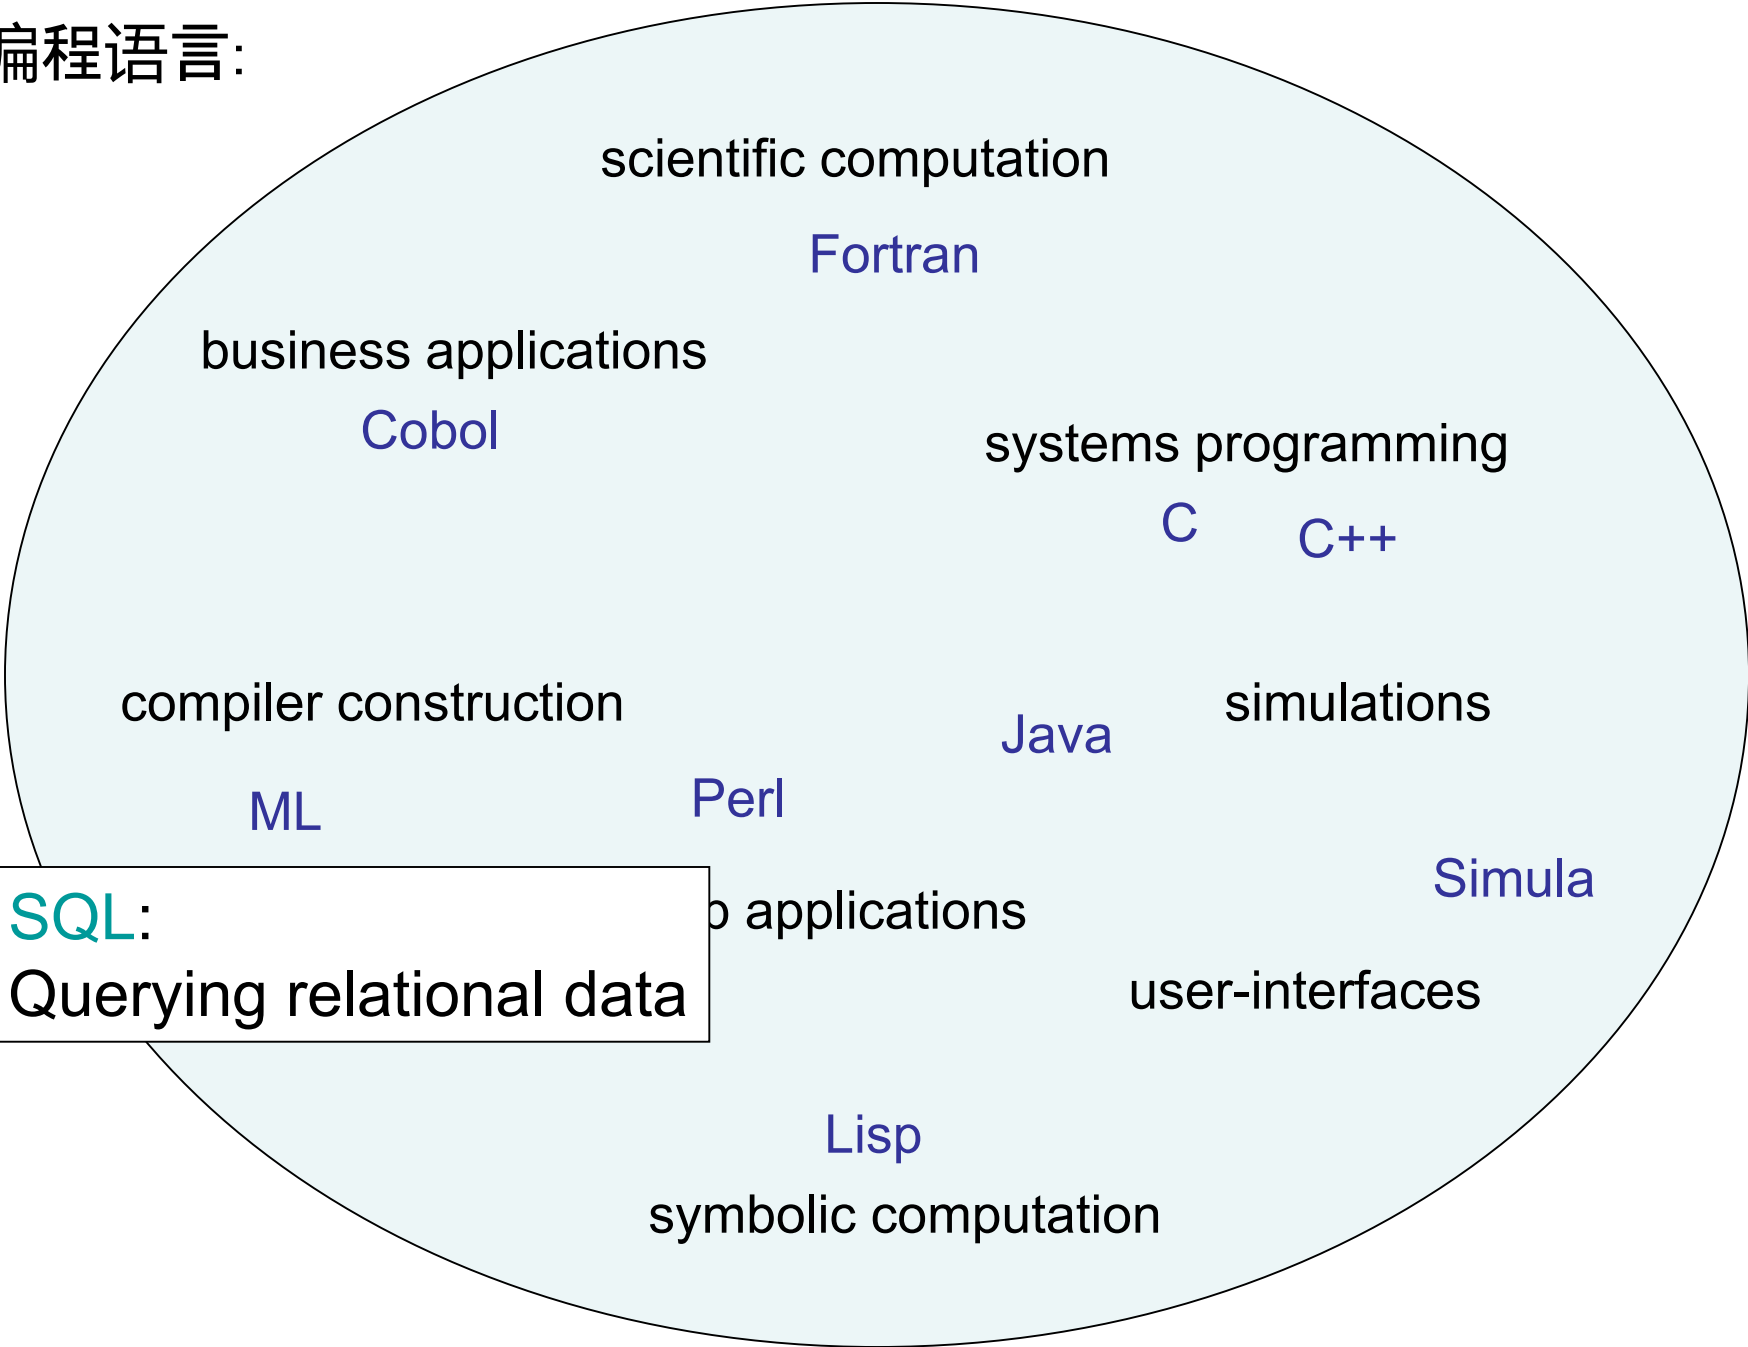 编程语言:
scientific computation
Fortran
business applications
Cobol
systems programming
C C++
compiler construction
simulations
Java
Perl
ML
Simula
SQL:
applications
Querying relational data
user-interfaces
Lisp
symbolic computation